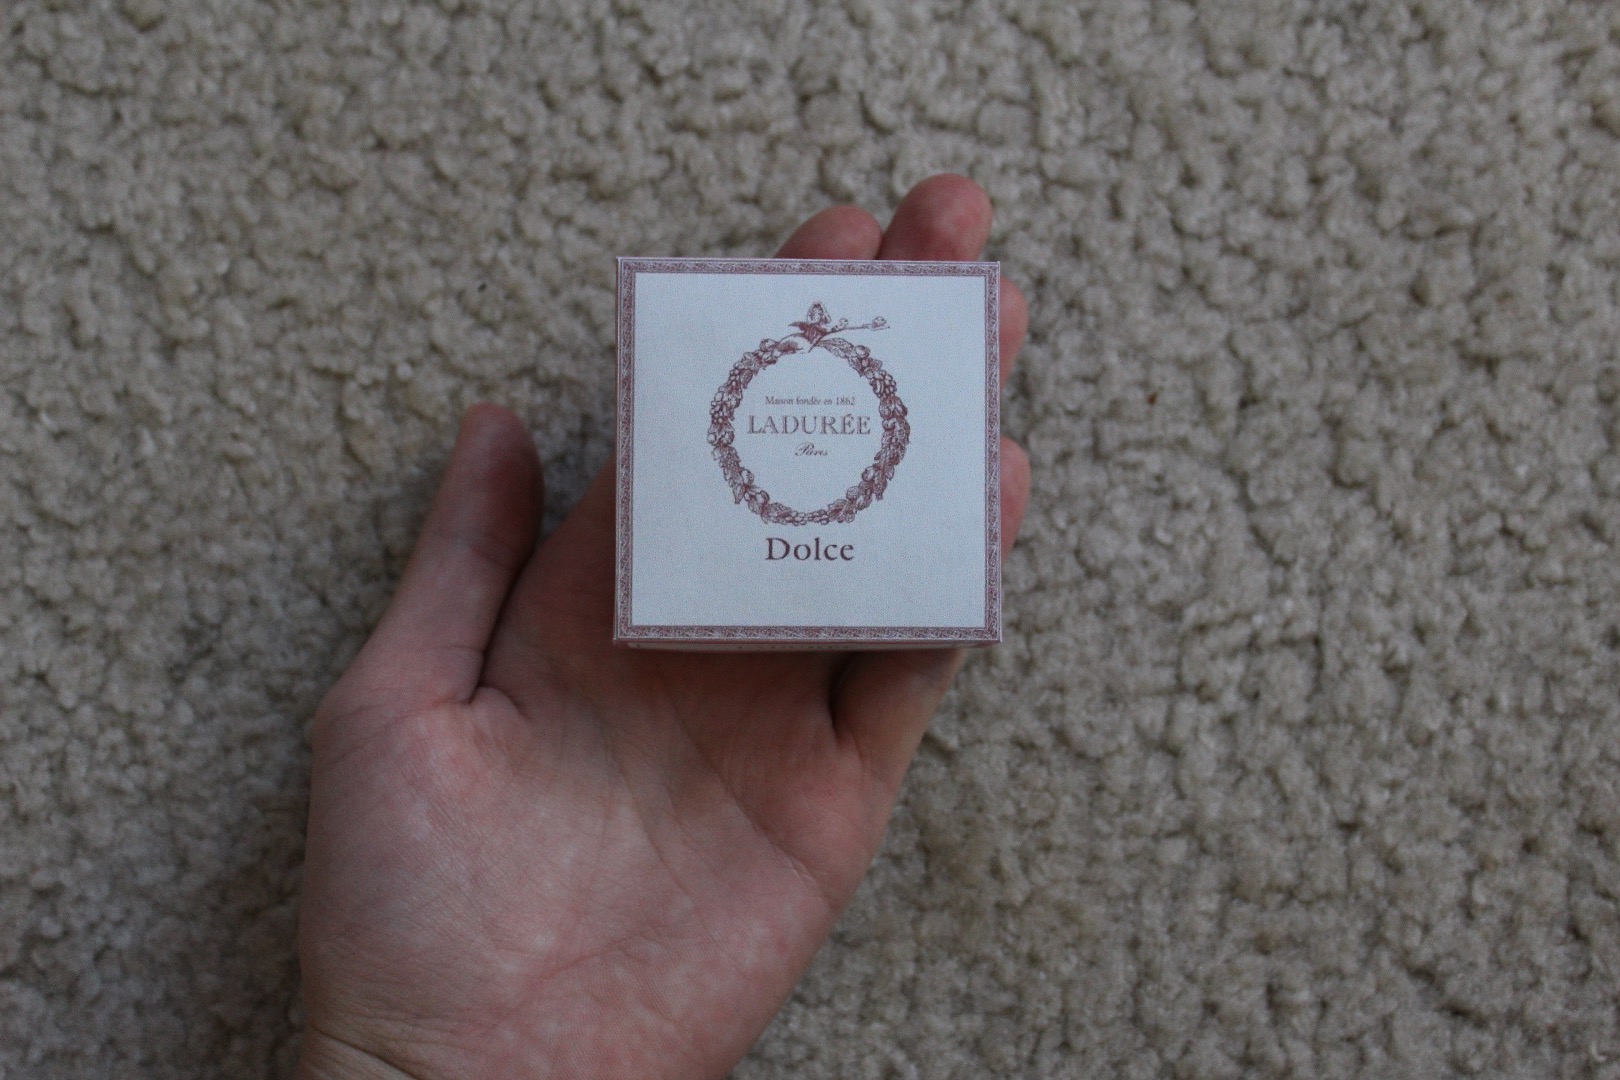 Maison fondée en 1862
LADURÉE
Paris
Dolce